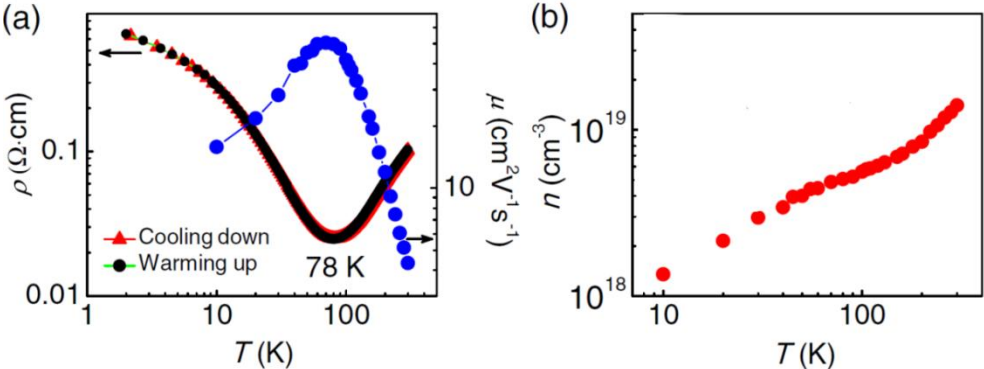 (a)
1
0.1
0.01
ρ (Ω·cm)
Cooling down
Warming up
78 K
10
μ (cm²V⁻¹s⁻¹)
1 10 100
T (K)
(b)
10¹⁹
10¹⁸
n (cm⁻³)
10 100
T (K)